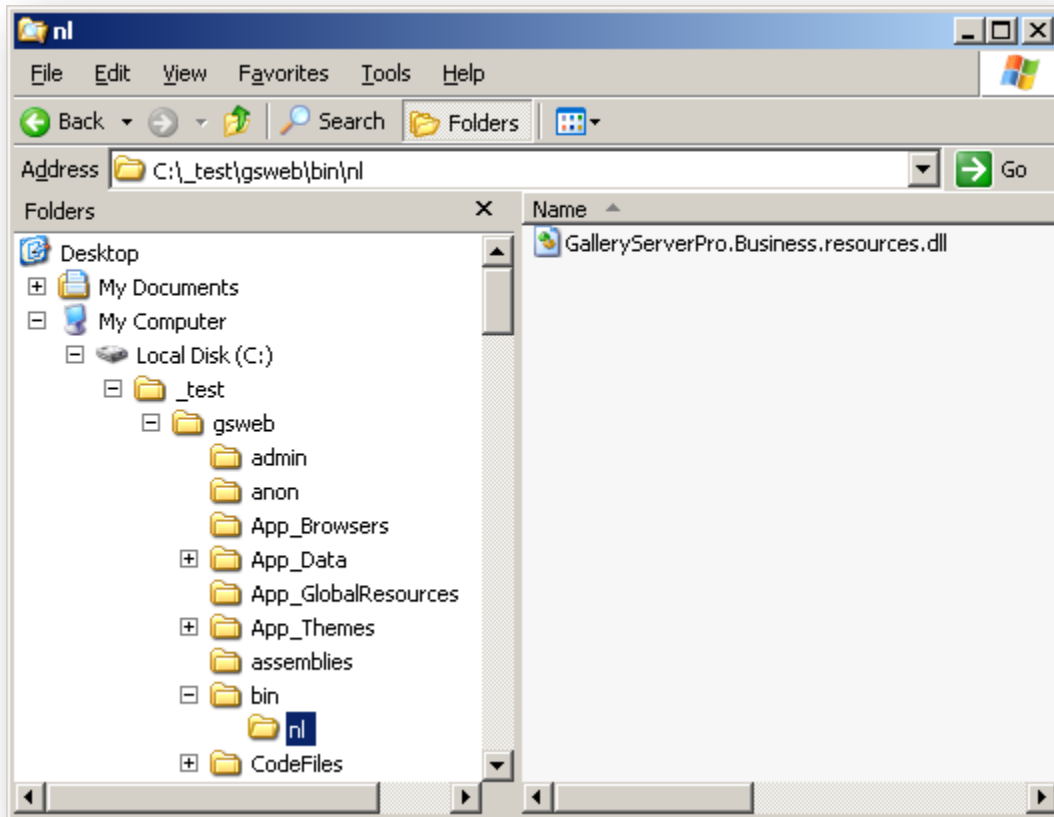 nl
File Edit View Favorites Tools Help
Back Search Folders
Address C:\_test\gsweb\bin\nl Go
Folders Name
Desktop GalleryServerPro.Business.resources.dll
My Documents
My Computer
Local Disk (C:)
_test
gsweb
admin
anon
App_Browsers
App_Data
App_GlobalResources
App_Themes
assemblies
bin
nl
CodeFiles